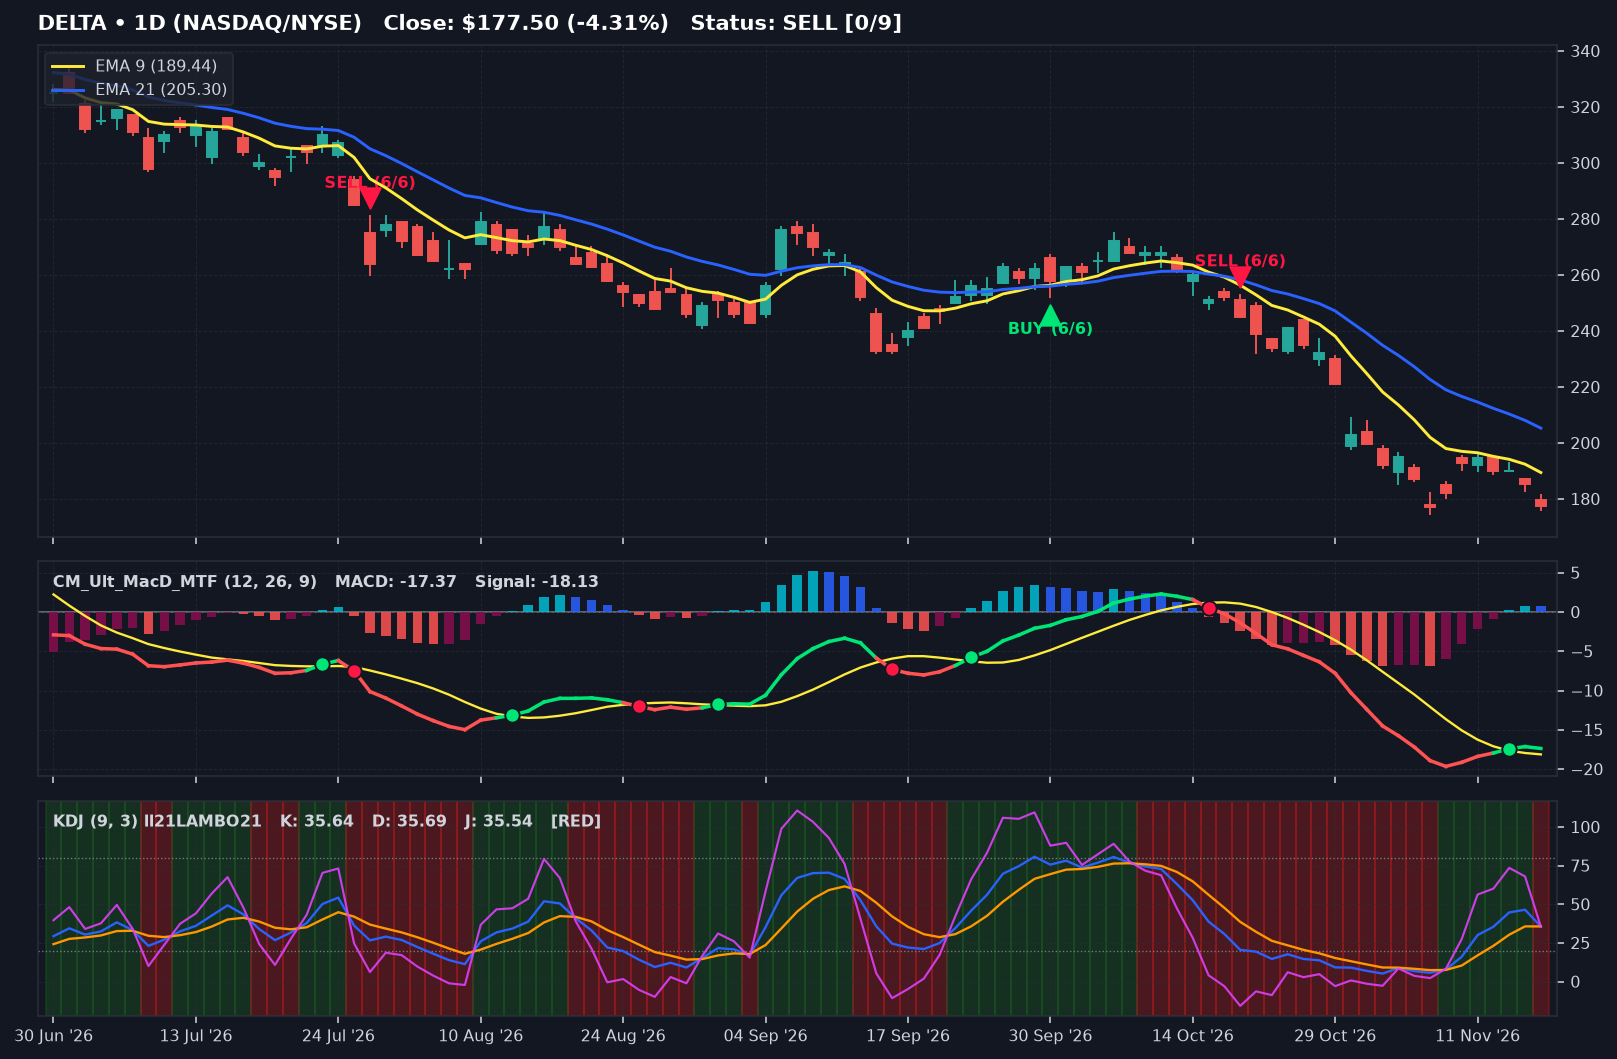 DELTA • 1D (NASDAQ/NYSE)   Close: $177.50 (-4.31%)   Status: SELL [0/9]
EMA 9 (189.44)
EMA 21 (205.30)
340
320
300
280
260
240
220
200
180
SELL (6/6)
BUY (6/6)
SELL (6/6)
CM_Ult_MacD_MTF (12, 26, 9)   MACD: -17.37   Signal: -18.13
5
0
−5
−10
−15
−20
KDJ (9, 3) II21LAMBO21   K: 35.64   D: 35.69   J: 35.54   [RED]
100
75
50
25
0
30 Jun '26
13 Jul '26
24 Jul '26
10 Aug '26
24 Aug '26
04 Sep '26
17 Sep '26
30 Sep '26
14 Oct '26
29 Oct '26
11 Nov '26